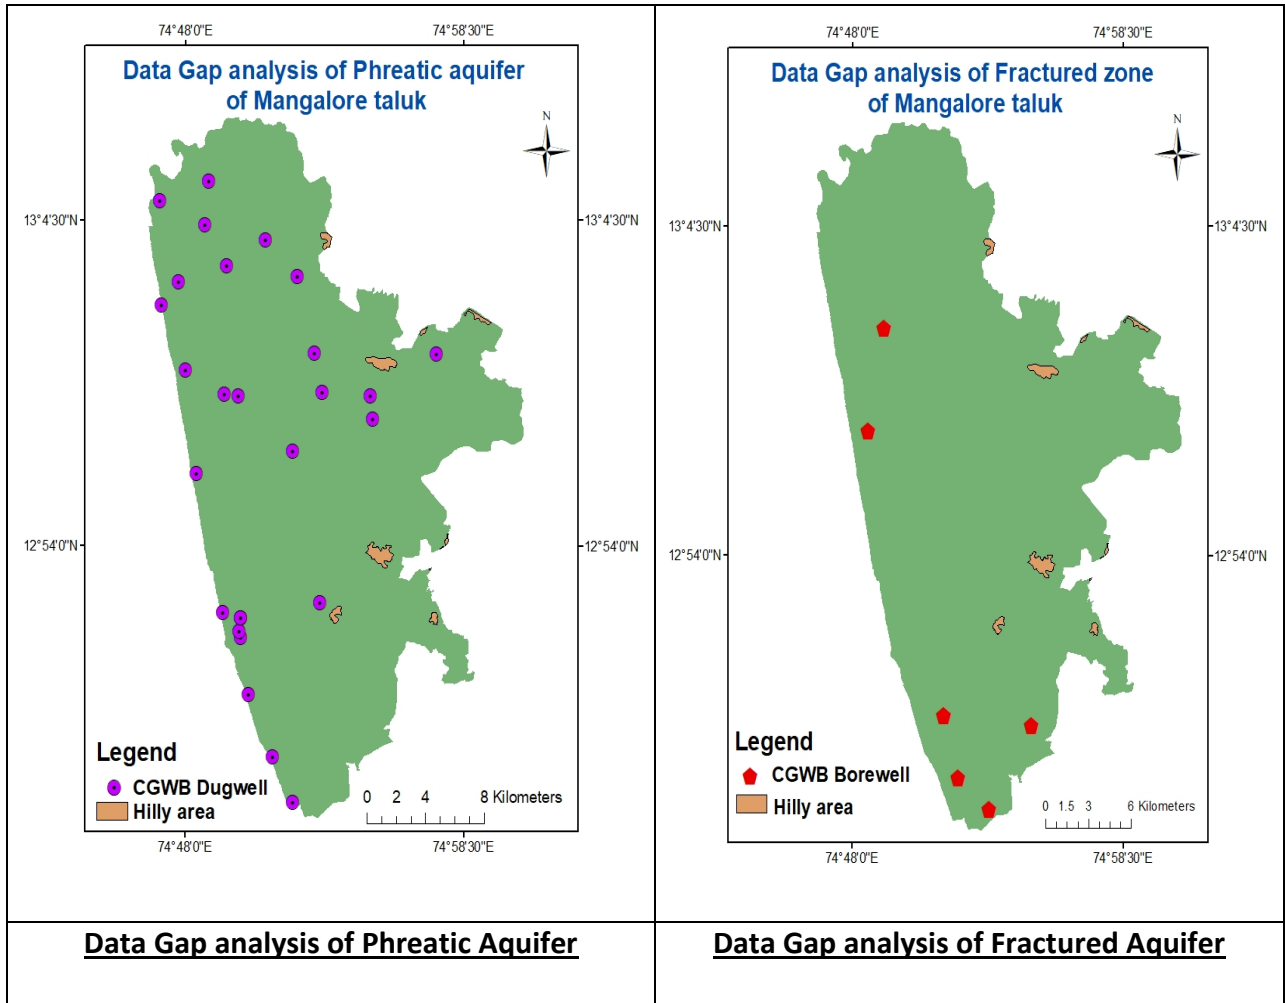 74°48'0"E
74°58'30"E
Data Gap analysis of Phreatic aquifer
of Mangalore taluk
N
13°4'30"N
13°4'30"N
12°54'0"N
12°54'0"N
Legend
CGWB Dugwell
Hilly area
0 2 4 8 Kilometers
74°48'0"E
74°58'30"E
Data Gap analysis of Phreatic Aquifer
74°48'0"E
74°58'30"E
Data Gap analysis of Fractured zone
of Mangalore taluk
N
13°4'30"N
13°4'30"N
12°54'0"N
12°54'0"N
Legend
CGWB Borewell
Hilly area
0 1.5 3 6 Kilometers
74°48'0"E
74°58'30"E
Data Gap analysis of Fractured Aquifer